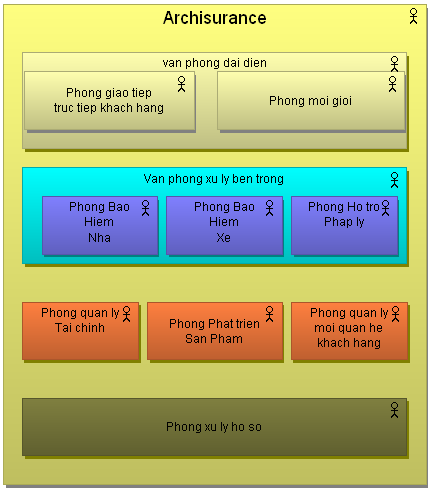 Archisurance
van phong dai dien
Phong giao tiep
truc tiep khach hang
Phong moi gioi
Van phong xu ly ben trong
Phong Bao
Hiem
Nha
Phong Bao
Hiem
Xe
Phong Ho tro
Phap ly
Phong quan ly
Tai chinh
Phong Phat trien
San Pham
Phong quan ly
moi quan he
khach hang
Phong xu ly ho so